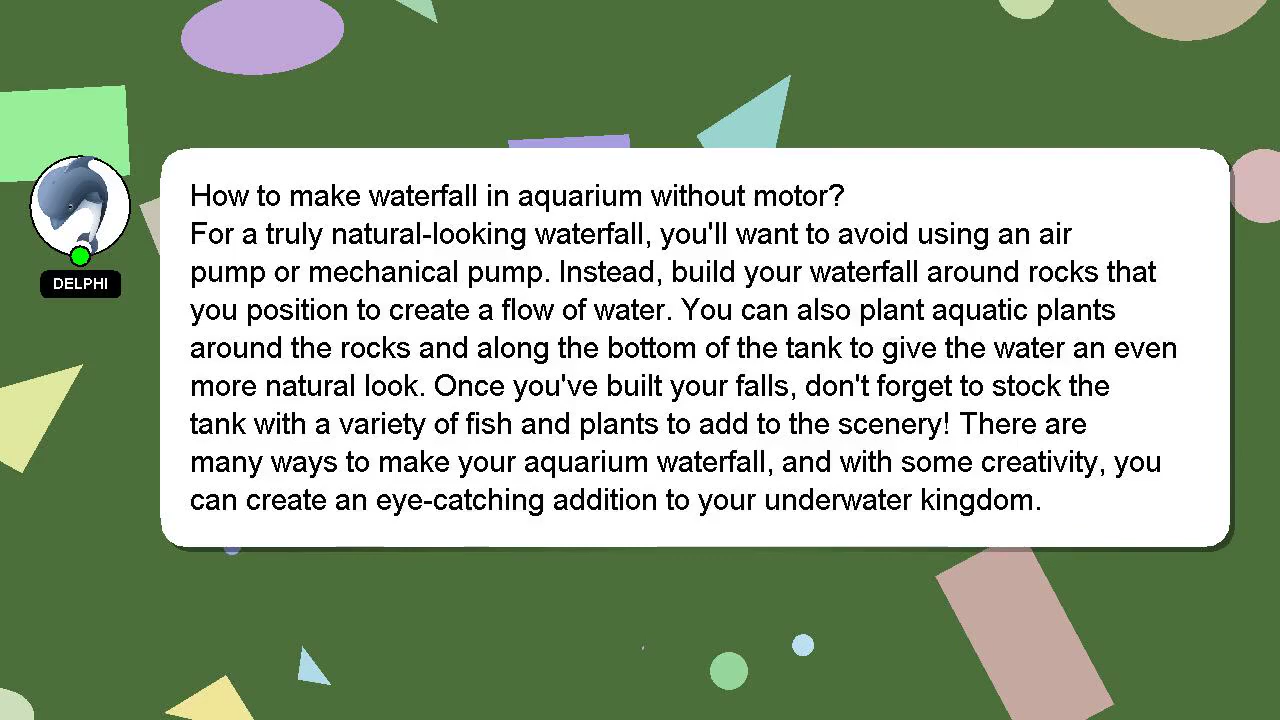 How to make waterfall in aquarium without motor?
For a truly natural-looking waterfall, you'll want to avoid using an air
pump or mechanical pump. Instead, build your waterfall around rocks that
you position to create a flow of water. You can also plant aquatic plants
around the rocks and along the bottom of the tank to give the water an even
more natural look. Once you've built your falls, don't forget to stock the
tank with a variety of fish and plants to add to the scenery! There are
many ways to make your aquarium waterfall, and with some creativity, you
can create an eye-catching addition to your underwater kingdom.
DELPHI